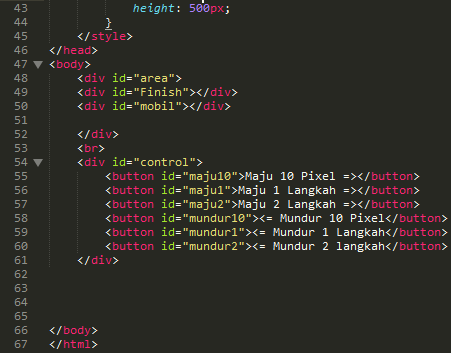 43 height: 500px;
44 }
45 </style>
46 </head>
47 <body>
48 <div id="area">
49 <div id="Finish"></div>
50 <div id="mobil"></div>
51
52 </div>
53 <br>
54 <div id="control">
55 <button id="maju10">Maju 10 Pixel =></button>
56 <button id="maju1">Maju 1 Langkah =></button>
57 <button id="maju2">Maju 2 Langkah =></button>
58 <button id="mundur10"><= Mundur 10 Pixel</button>
59 <button id="mundur1"><= Mundur 1 Langkah</button>
60 <button id="mundur2"><= Mundur 2 langkah</button>
61 </div>
62
63
64
65
66 </body>
67 </html>